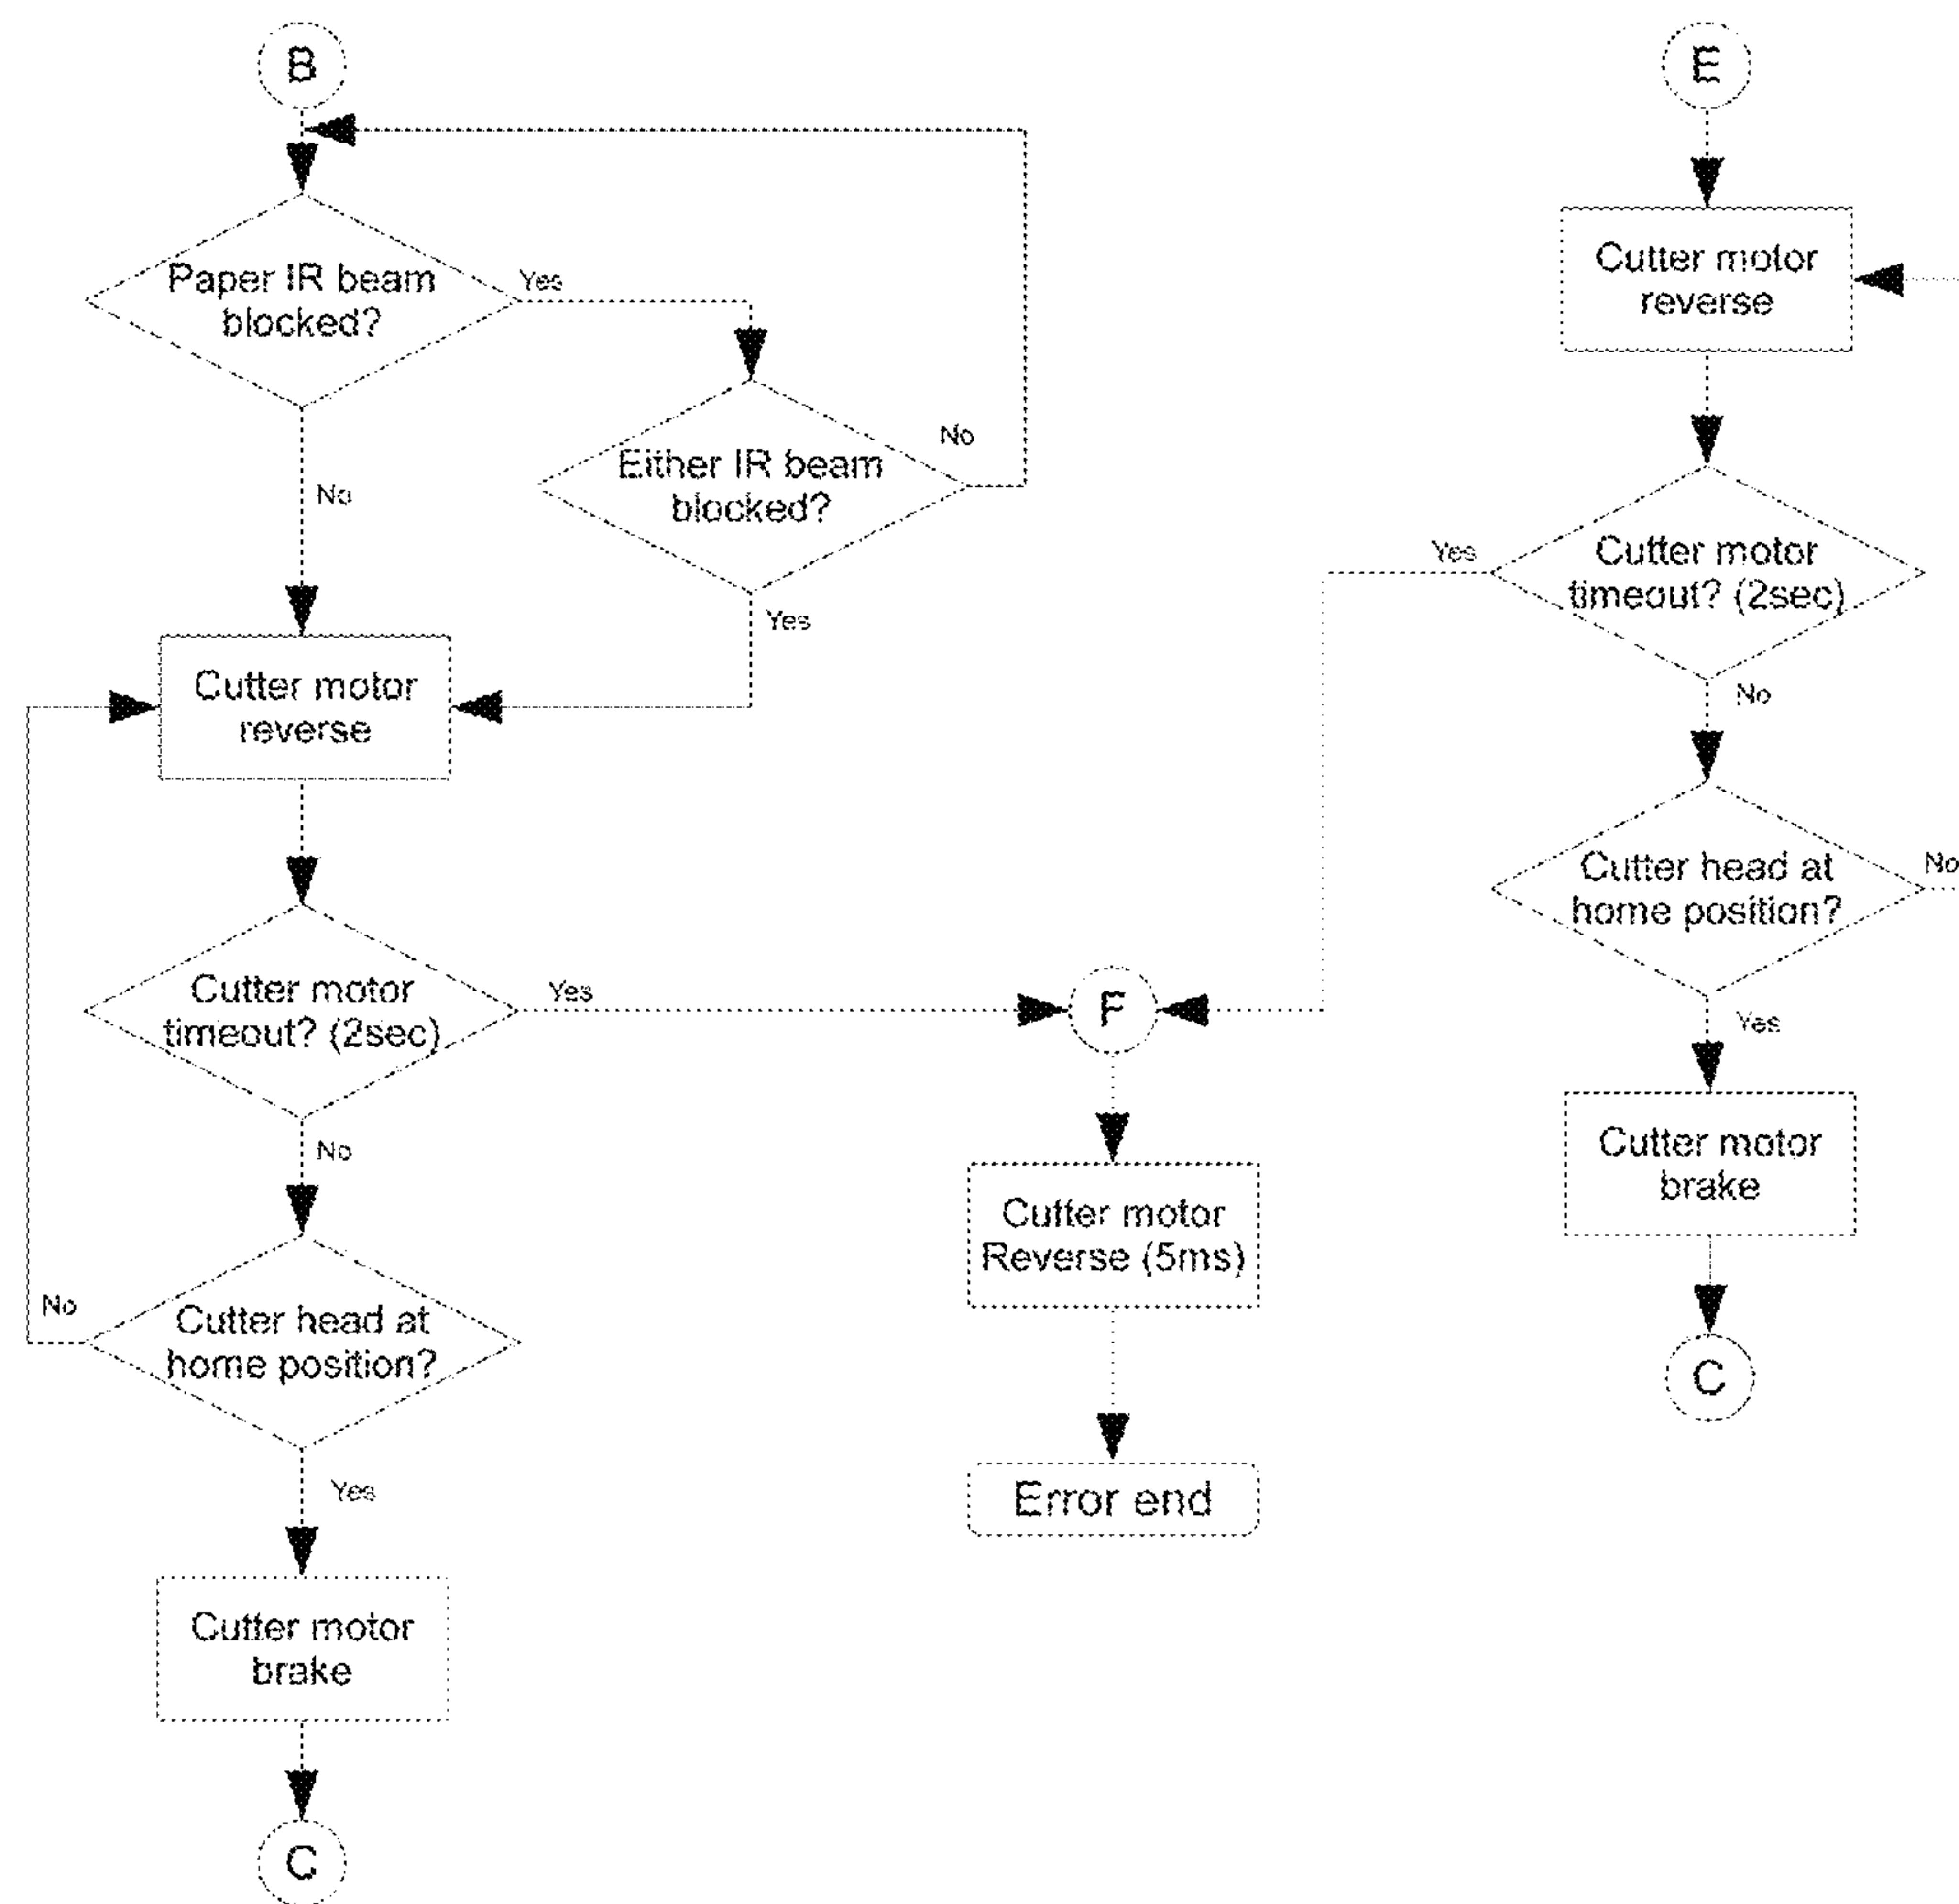 B
Paper IR beam
blocked?
Yes
No
Either IR beam
blocked?
No
Yes
Cutter motor
reverse
Cutter motor
timeout? (2sec)
Yes
No
Cutter head at
home position?
No
Yes
Cutter motor
brake
C
F
Cutter motor
Reverse (5ms)
Error end
E
Cutter motor
reverse
Cutter motor
timeout? (2sec)
Yes
No
Cutter head at
home position?
No
Yes
Cutter motor
brake
C